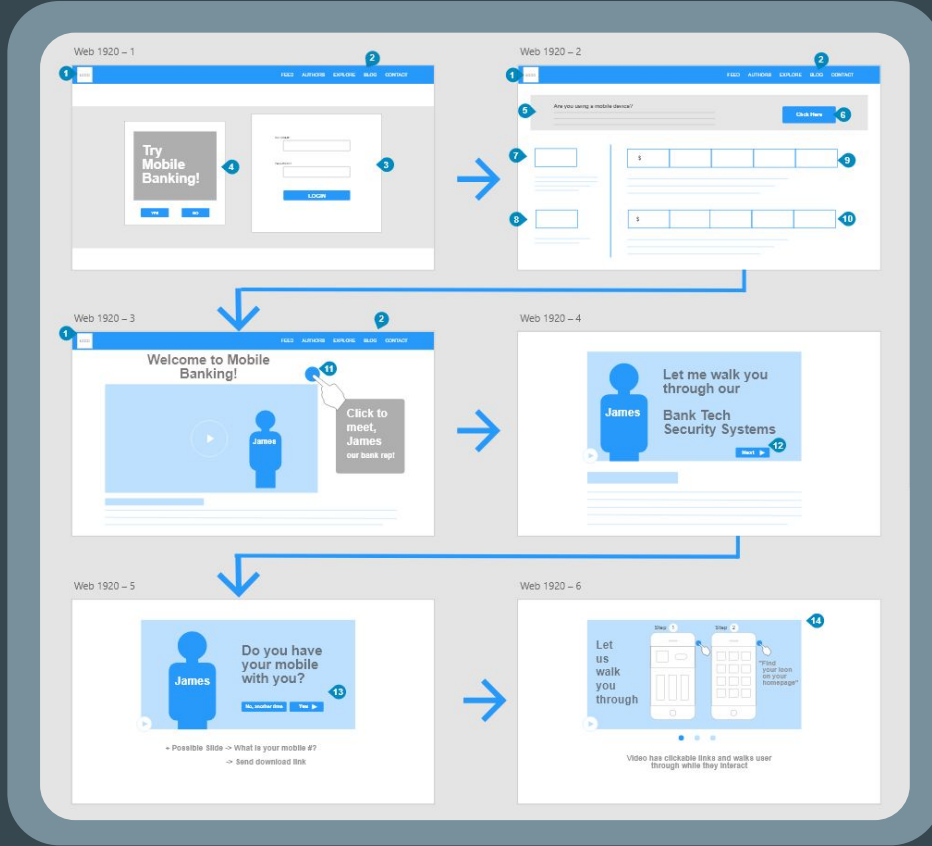 Web 1920 – 1
1
2
FEED AUTHORS EXPLORE BLOG CONTACT
Try
Mobile
Banking!
4
YES NO
3
LOGIN
Web 1920 – 2
1
2
FEED AUTHORS EXPLORE BLOG CONTACT
5
Are you using a mobile device?
Click Here
6
7
$
9
8
$
10
Web 1920 – 3
1
2
FEED AUTHORS EXPLORE BLOG CONTACT
Welcome to Mobile
Banking!
11
James
Click to
meet,
James
our bank rep!
Web 1920 – 4
James
Let me walk you
through our
Bank Tech
Security Systems
12
Next
Web 1920 – 5
James
Do you have
your mobile
with you?
13
No, another time Yes
+ Possible Slide -> What is your mobile #?
-> Send download link
Web 1920 – 6
14
Step 1 Step 2
Let
us
walk
you
through
"Find
your icon
on your
homepage"
Video has clickable links and walks user
through while they interact